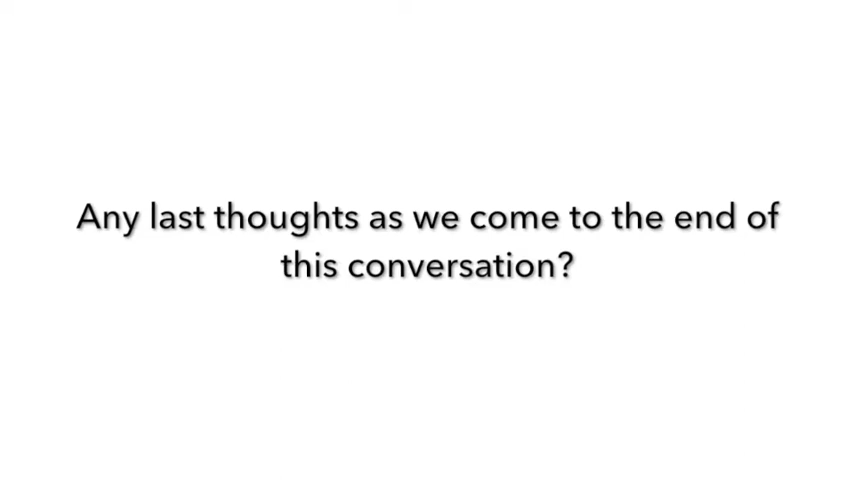 Any last thoughts as we come to the end of
this conversation?